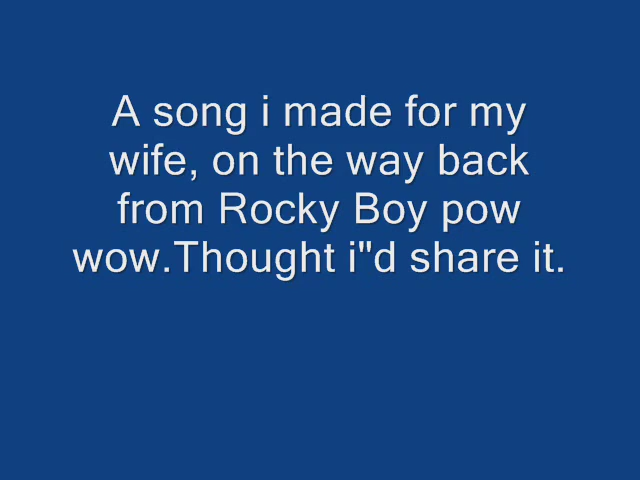 A song i made for my
wife, on the way back
from Rocky Boy pow
wow.Thought i"d share it.